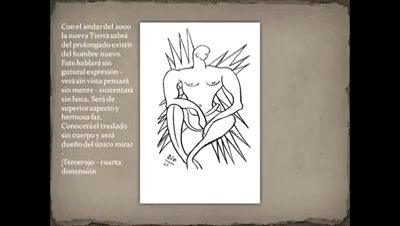 Con el andar del 2000
la nueva Tierra sabrá
del prolongado existir
del hombre nuevo.
Este hablará sin
gutural expresión -
verá sin vista pensará
sin mente - sustentará
sin boca. Será de
superior aspecto y
hermosa faz.
Conocerá el traslado
sin cuerpo y será
dueño del único mirar
-
¡Tercerojo - cuarta
dimensión